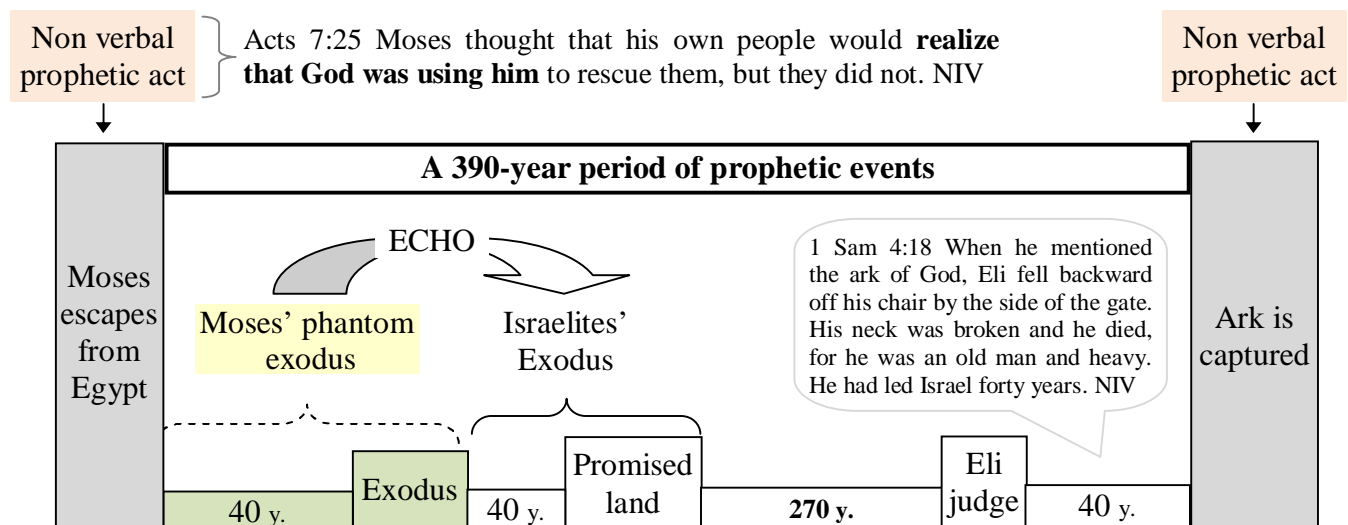 Non verbal
prophetic act
Acts 7:25 Moses thought that his own people would realize
that God was using him to rescue them, but they did not. NIV
Non verbal
prophetic act
A 390-year period of prophetic events
Moses
escapes
from
Egypt
ECHO
Moses’ phantom
exodus
Israelites’
Exodus
1 Sam 4:18 When he mentioned
the ark of God, Eli fell backward
off his chair by the side of the gate.
His neck was broken and he died,
for he was an old man and heavy.
He had led Israel forty years. NIV
Ark is
captured
40 y.
Exodus
40 y.
Promised
land
270 y.
Eli
judge
40 y.